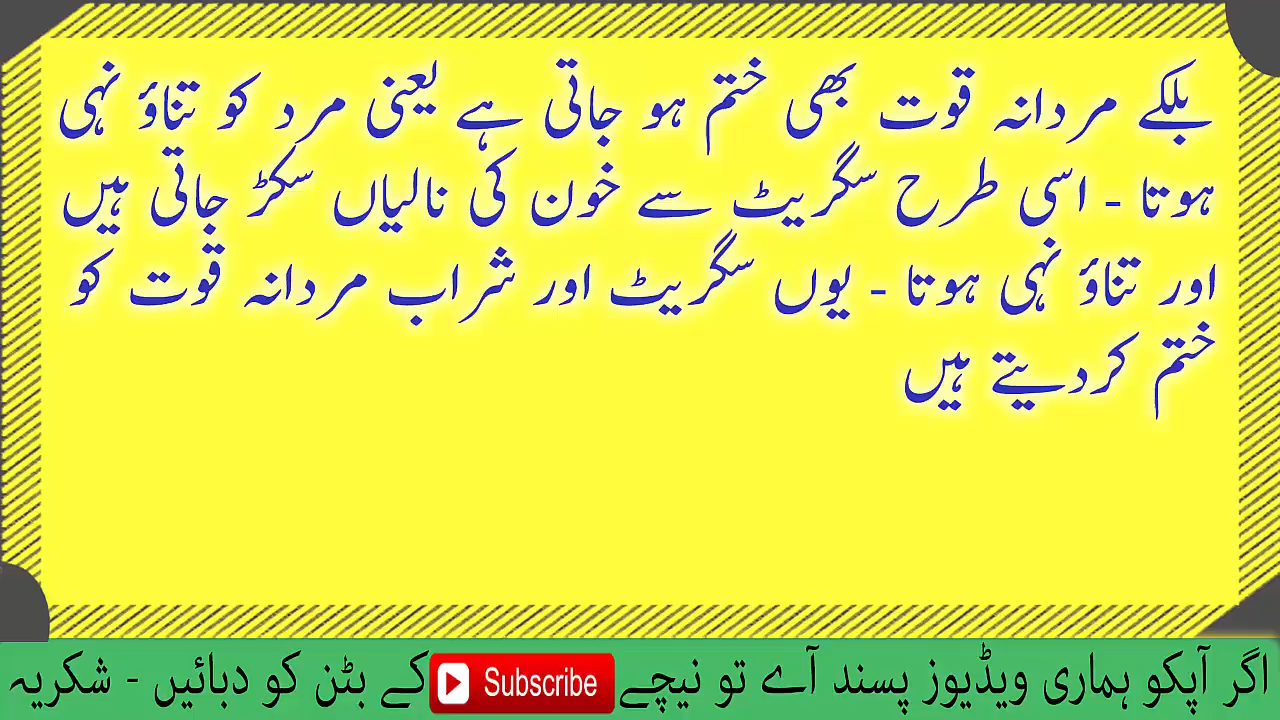 بلکے مردانہ قوت بھی ختم ہو جاتی ہے یعنی مرد کو تناؤ نہی
ہوتا - اسی طرح سگریٹ سے خون کی نالیاں سکڑ جاتی ہیں
اور تناؤ نہی ہوتا - یوں سگریٹ اور شراب مردانہ قوت کو
ختم کردیتے ہیں
اگر آپکو ہماری ویڈیوز پسند آے تو نیچے Subscribe کے بٹن کو دبائیں - شکریہ